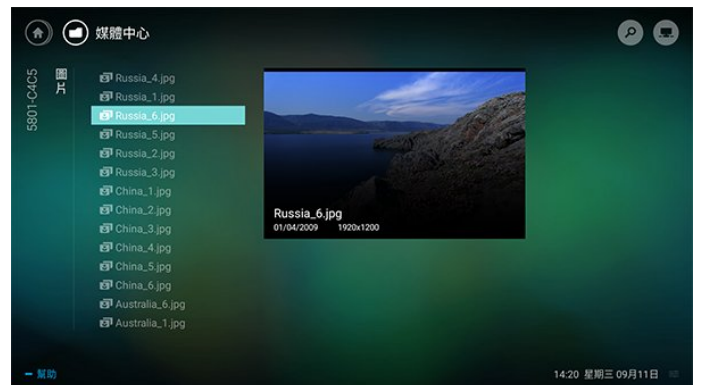 媒體中心
5801-C4C5
圖片
Russia_4.jpg
Russia_1.jpg
Russia_6.jpg
Russia_5.jpg
Russia_2.jpg
Russia_3.jpg
China_1.jpg
China_2.jpg
China_3.jpg
China_4.jpg
China_5.jpg
China_6.jpg
Australia_6.jpg
Australia_1.jpg
Russia_6.jpg
01/04/2009 1920x1200
幫助
14:20 星期三 09月11日